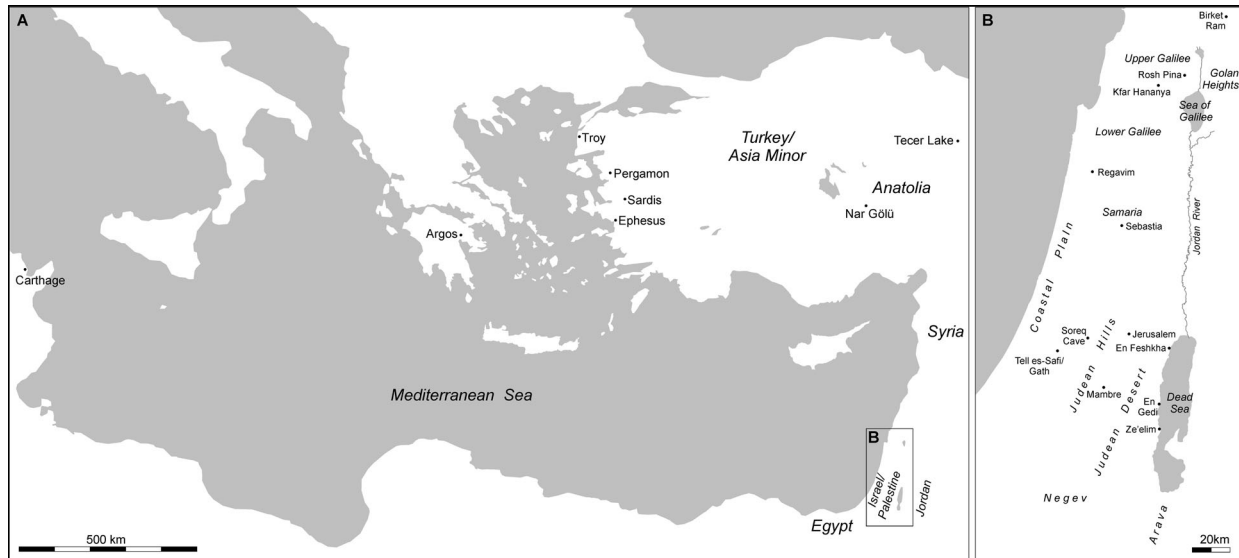 A
Troy
Turkey/
Asia Minor
Tecer Lake
Pergamon
Anatolia
Sardis
Nar Gölü
Ephesus
Argos
Carthage
Syria
Mediterranean Sea
B
Israel/
Palestine
Jordan
Egypt
500 km
B
Birket
Ram
Upper Galilee
Rosh Pina
Golan
Heights
Kfar Hananya
Sea of
Galilee
Lower Galilee
Regavim
Samaria
Sebastia
Jordan River
Coastal Plain
Soreq
Cave
Jerusalem
En Feshkha
Tell es-Safi/
Gath
Judean Hills
Mambre
Judean Desert
En
Gedi
Dead
Sea
Ze'elim
Negev
Arava
20km